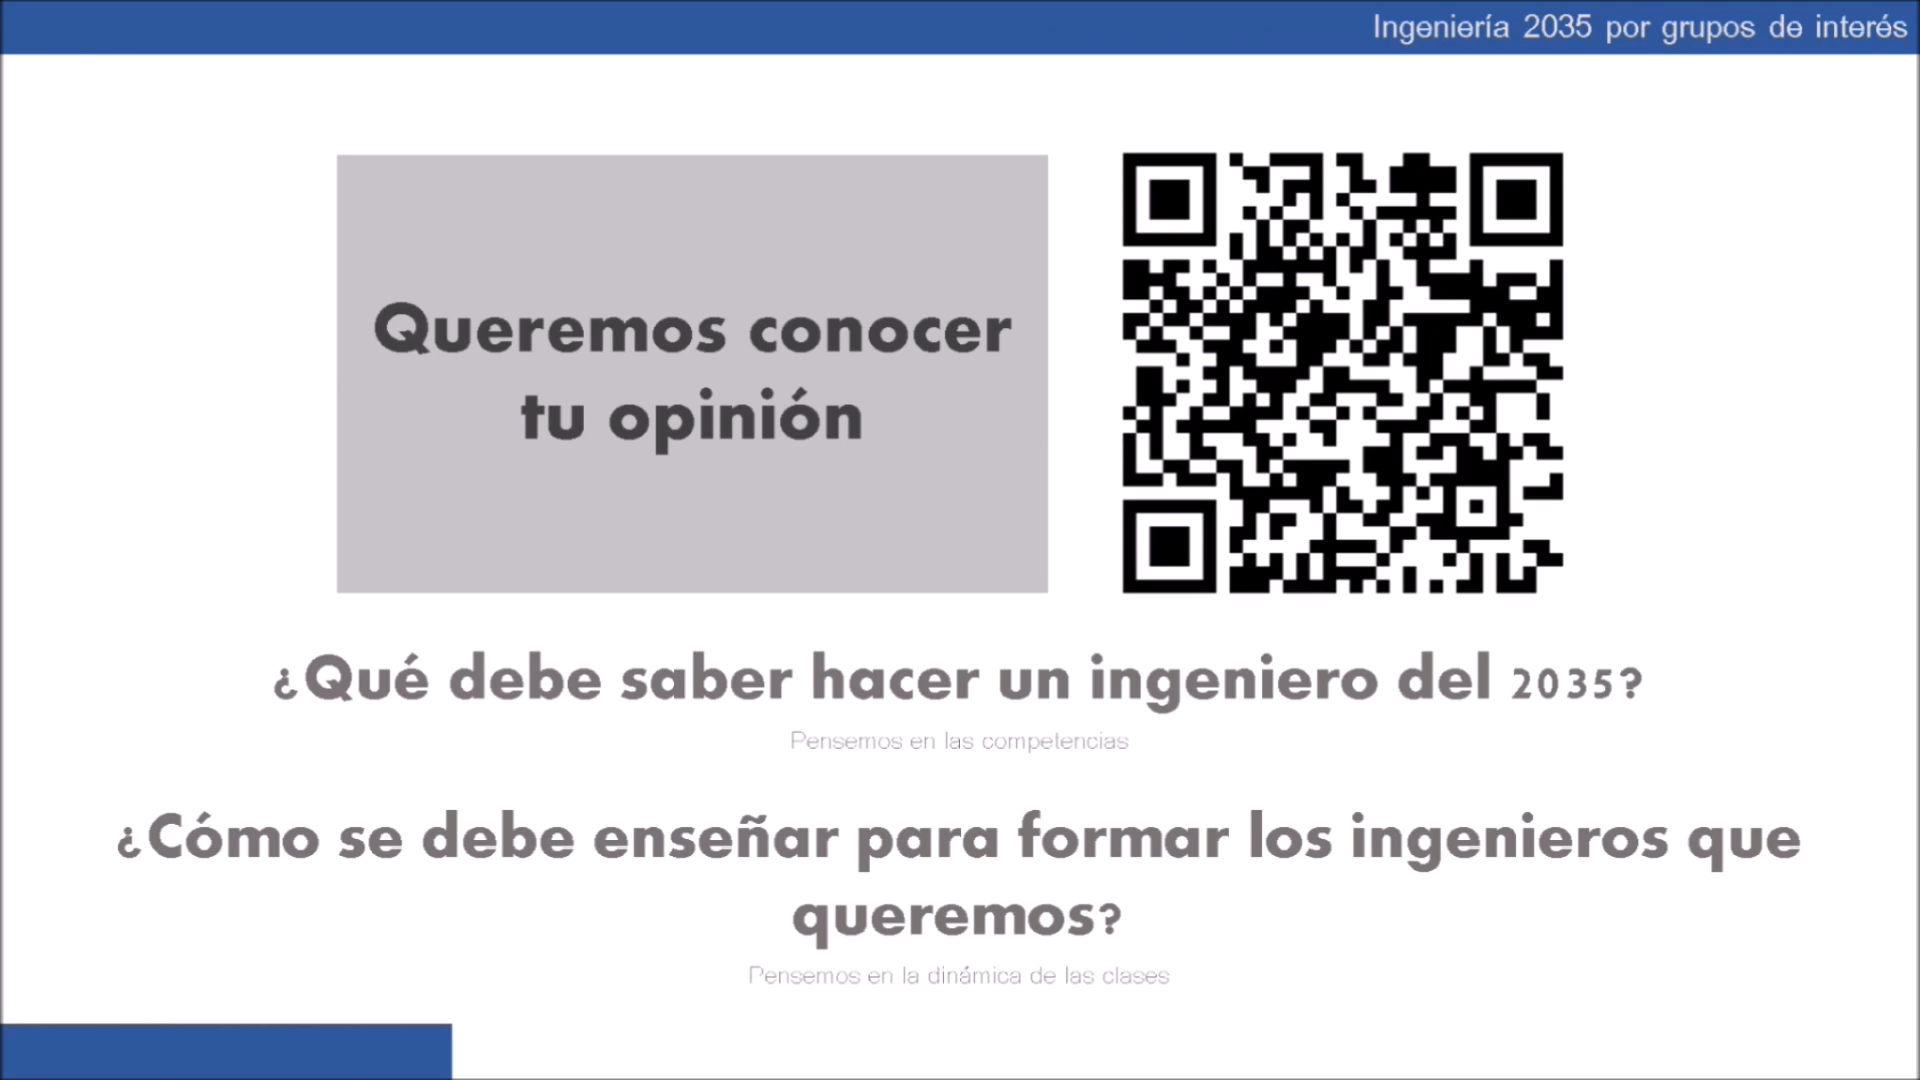 Ingeniería 2035 por grupos de interés
Queremos conocer
tu opinión
¿Qué debe saber hacer un ingeniero del 2035?
Pensemos en las competencias
¿Cómo se debe enseñar para formar los ingenieros que
queremos?
Pensemos en la dinámica de las clases